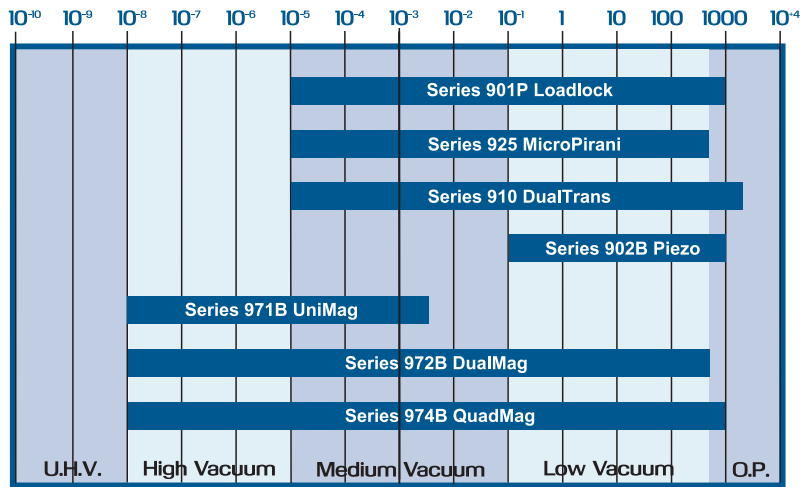 10⁻¹⁰ 10⁻⁹ 10⁻⁸ 10⁻⁷ 10⁻⁶ 10⁻⁵ 10⁻⁴ 10⁻³ 10⁻² 10⁻¹ 1 10 100 1000 10⁺⁴
Series 901P Loadlock
Series 925 MicroPirani
Series 910 DualTrans
Series 902B Piezo
Series 971B UniMag
Series 972B DualMag
Series 974B QuadMag
U.H.V. High Vacuum Medium Vacuum Low Vacuum O.P.